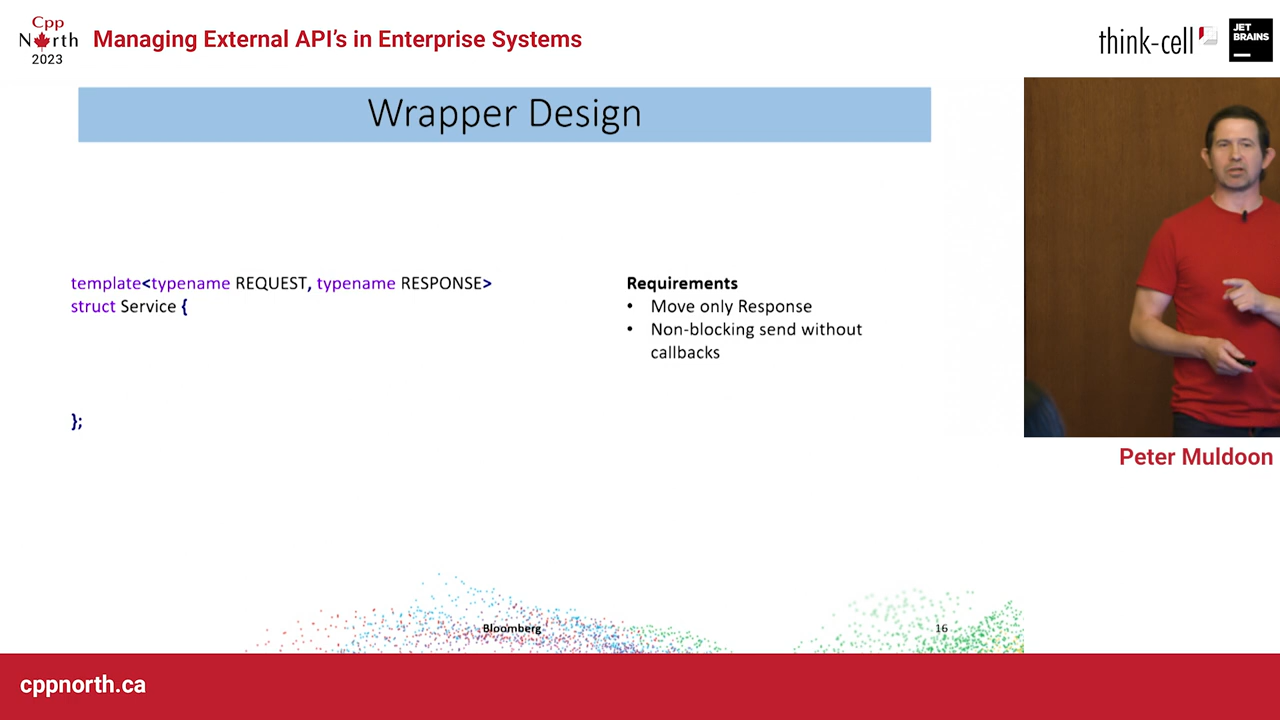 Cpp
North
2023
Managing External API's in Enterprise Systems
think-cell
JET
BRAINS
Wrapper Design
template<typename REQUEST, typename RESPONSE>
struct Service {
};
Requirements
• Move only Response
• Non-blocking send without
callbacks
Peter Muldoon
Bloomberg
16
cppnorth.ca